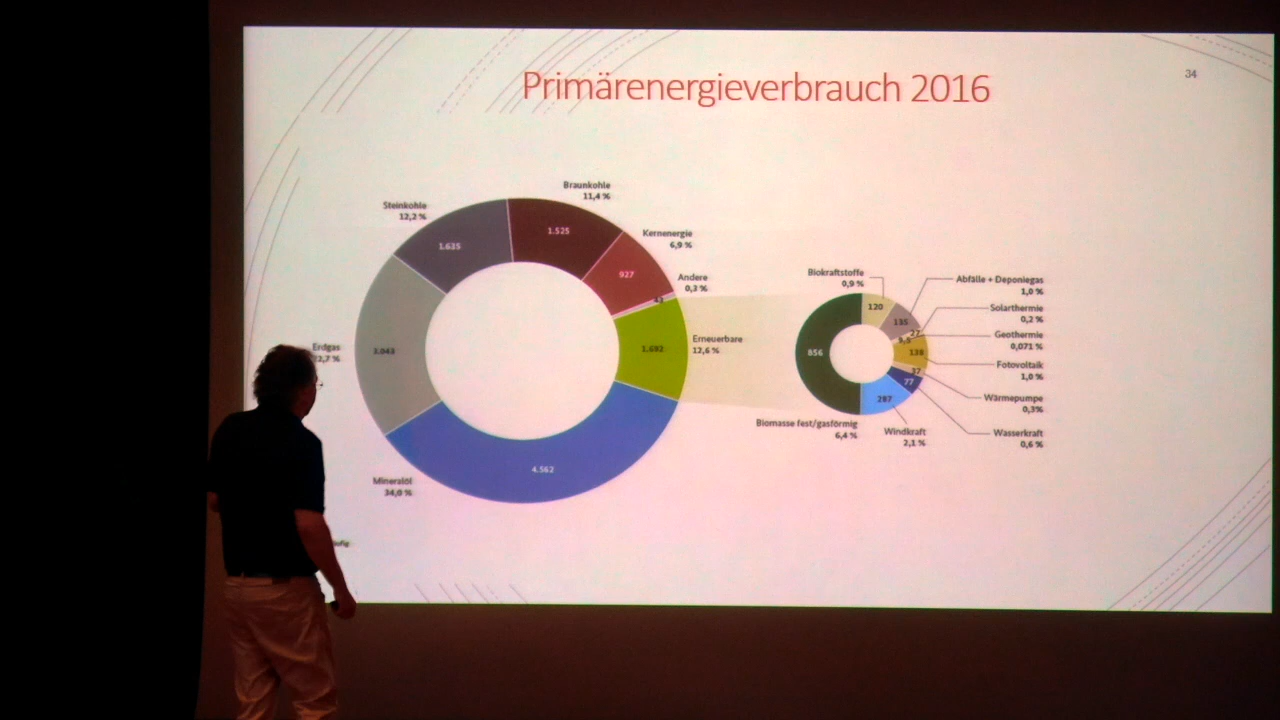 34
Primärenergieverbrauch 2016
Braunkohle
11,4 %
Steinkohle
12,2 %
1.525
1.635
Kernenergie
6,9 %
927
Andere
0,3 %
Erneuerbare
12,6 %
1.692
Erdgas
3.043
4.562
Mineralöl
34,0 %
Biokraftstoffe
0,9 %
120
Abfälle + Deponiegas
1,0 %
135
Solarthermie
0,2 %
27
Geothermie
0,071 %
9,5
Fotovoltaik
1,0 %
138
Wärmepumpe
0,3%
37
Wasserkraft
0,6 %
77
Windkraft
2,1 %
287
Biomasse fest/gasförmig
6,4 %
856